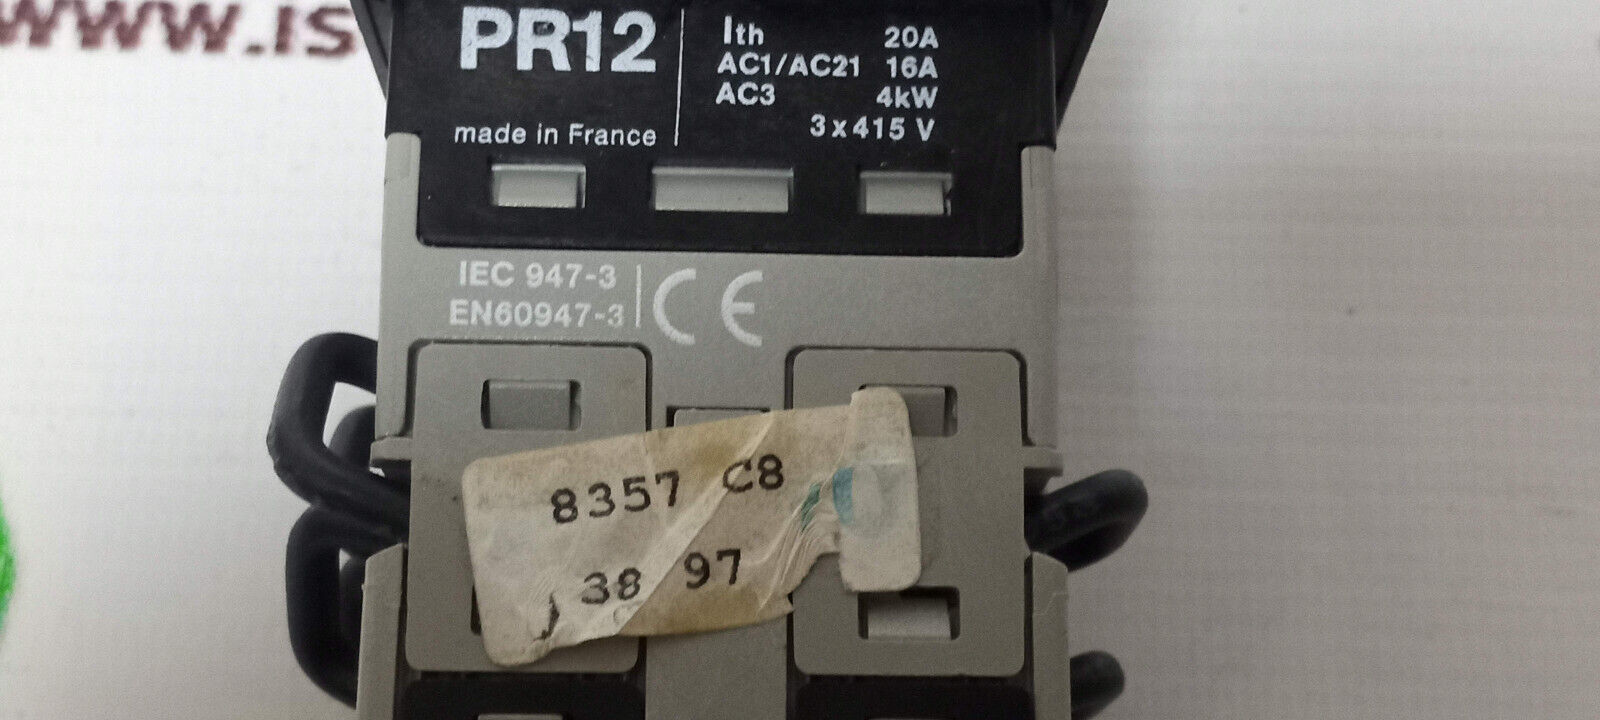 WWW.IS
PR12
made in France
Ith 20A
AC1/AC21 16A
AC3 4kW
3x415 V
IEC 947-3
EN60947-3
CE
8357 C8
38 97